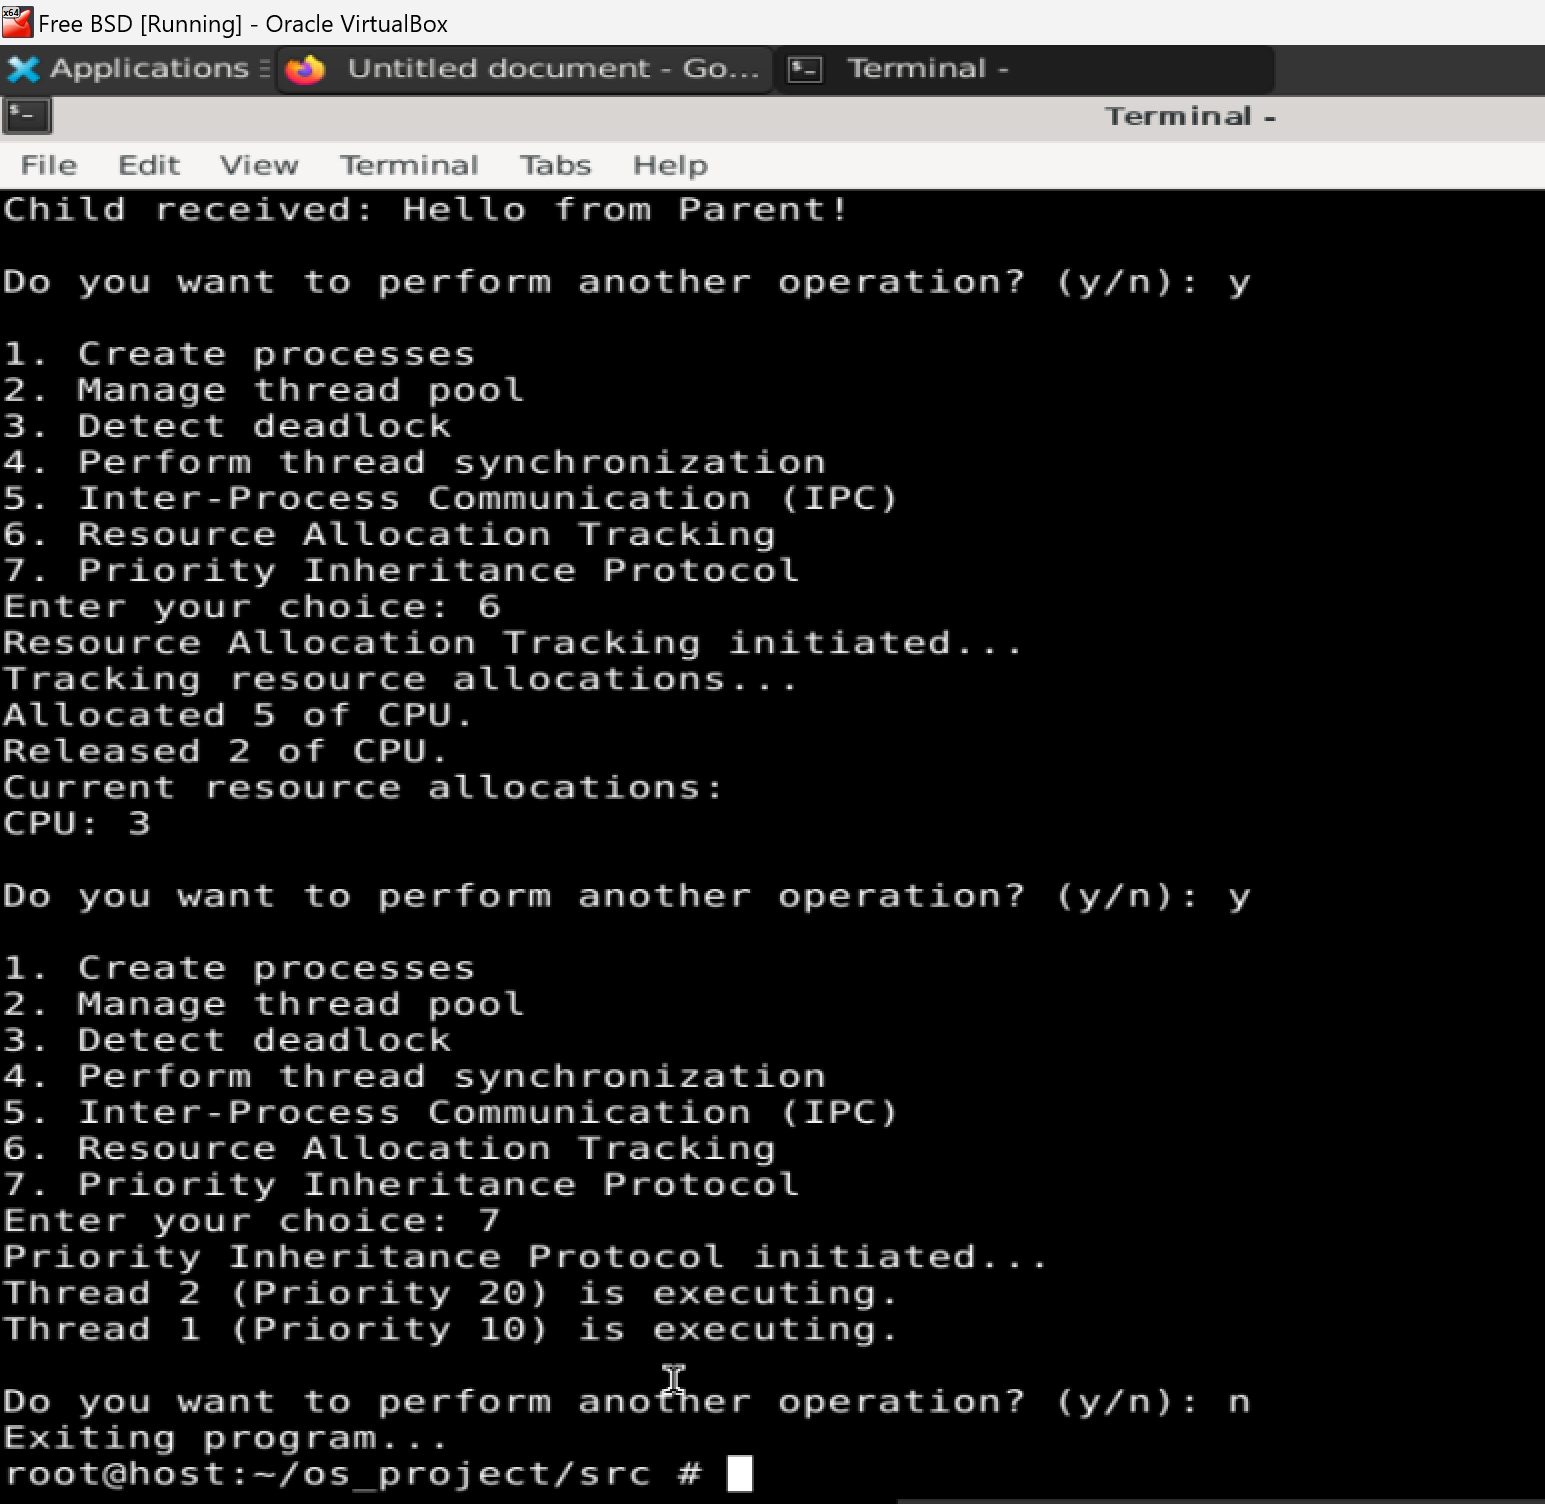 x64
Free BSD [Running] - Oracle VirtualBox
Applications
Untitled document - Go...
Terminal -
Terminal -
File Edit View Terminal Tabs Help
Child received: Hello from Parent!
Do you want to perform another operation? (y/n): y
1. Create processes
2. Manage thread pool
3. Detect deadlock
4. Perform thread synchronization
5. Inter-Process Communication (IPC)
6. Resource Allocation Tracking
7. Priority Inheritance Protocol
Enter your choice: 6
Resource Allocation Tracking initiated...
Tracking resource allocations...
Allocated 5 of CPU.
Released 2 of CPU.
Current resource allocations:
CPU: 3
Do you want to perform another operation? (y/n): y
1. Create processes
2. Manage thread pool
3. Detect deadlock
4. Perform thread synchronization
5. Inter-Process Communication (IPC)
6. Resource Allocation Tracking
7. Priority Inheritance Protocol
Enter your choice: 7
Priority Inheritance Protocol initiated...
Thread 2 (Priority 20) is executing.
Thread 1 (Priority 10) is executing.
Do you want to perform another operation? (y/n): n
Exiting program...
root@host:~/os_project/src #